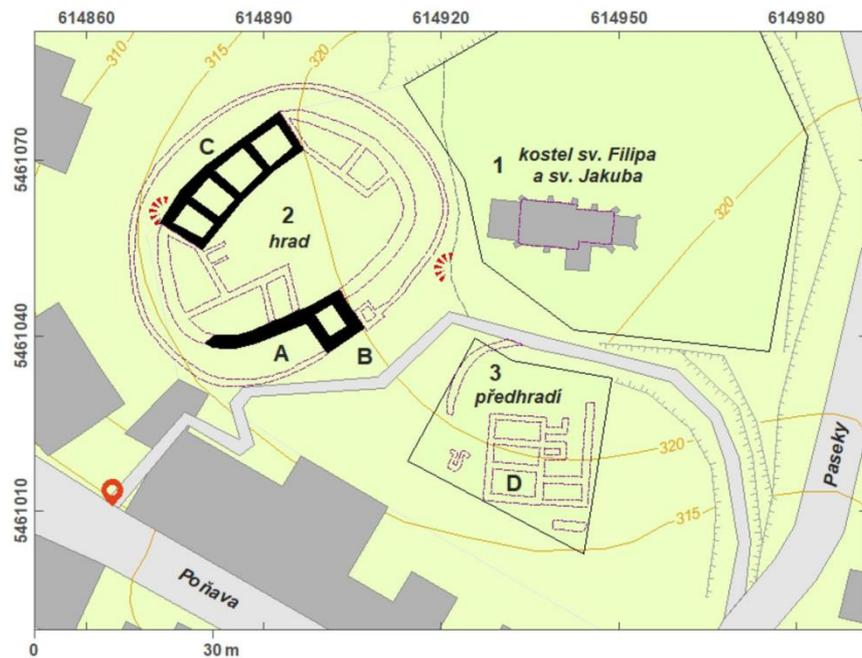 614860
614890
614920
614950
614980
310
315
320
5461070
C
1
kostel sv. Filipa
a sv. Jakuba
2
hrad
320
5461040
A
B
3
předhradí
320
D
Paseky
5461010
315
Poňava
0
30 m